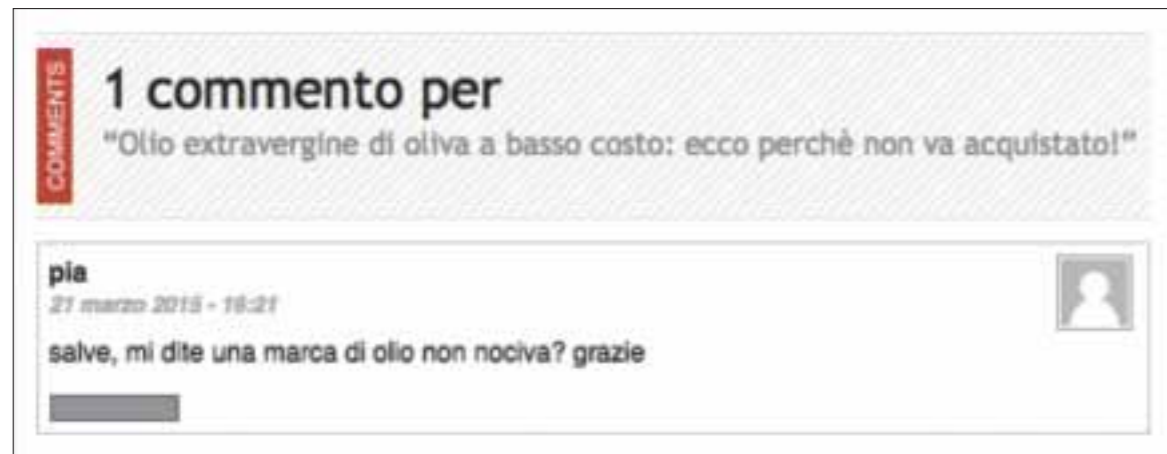 COMMENTS
1 commento per
"Olio extravergine di oliva a basso costo: ecco perchè non va acquistato!"
pia
21 marzo 2015 - 16:21
salve, mi dite una marca di olio non nociva? grazie